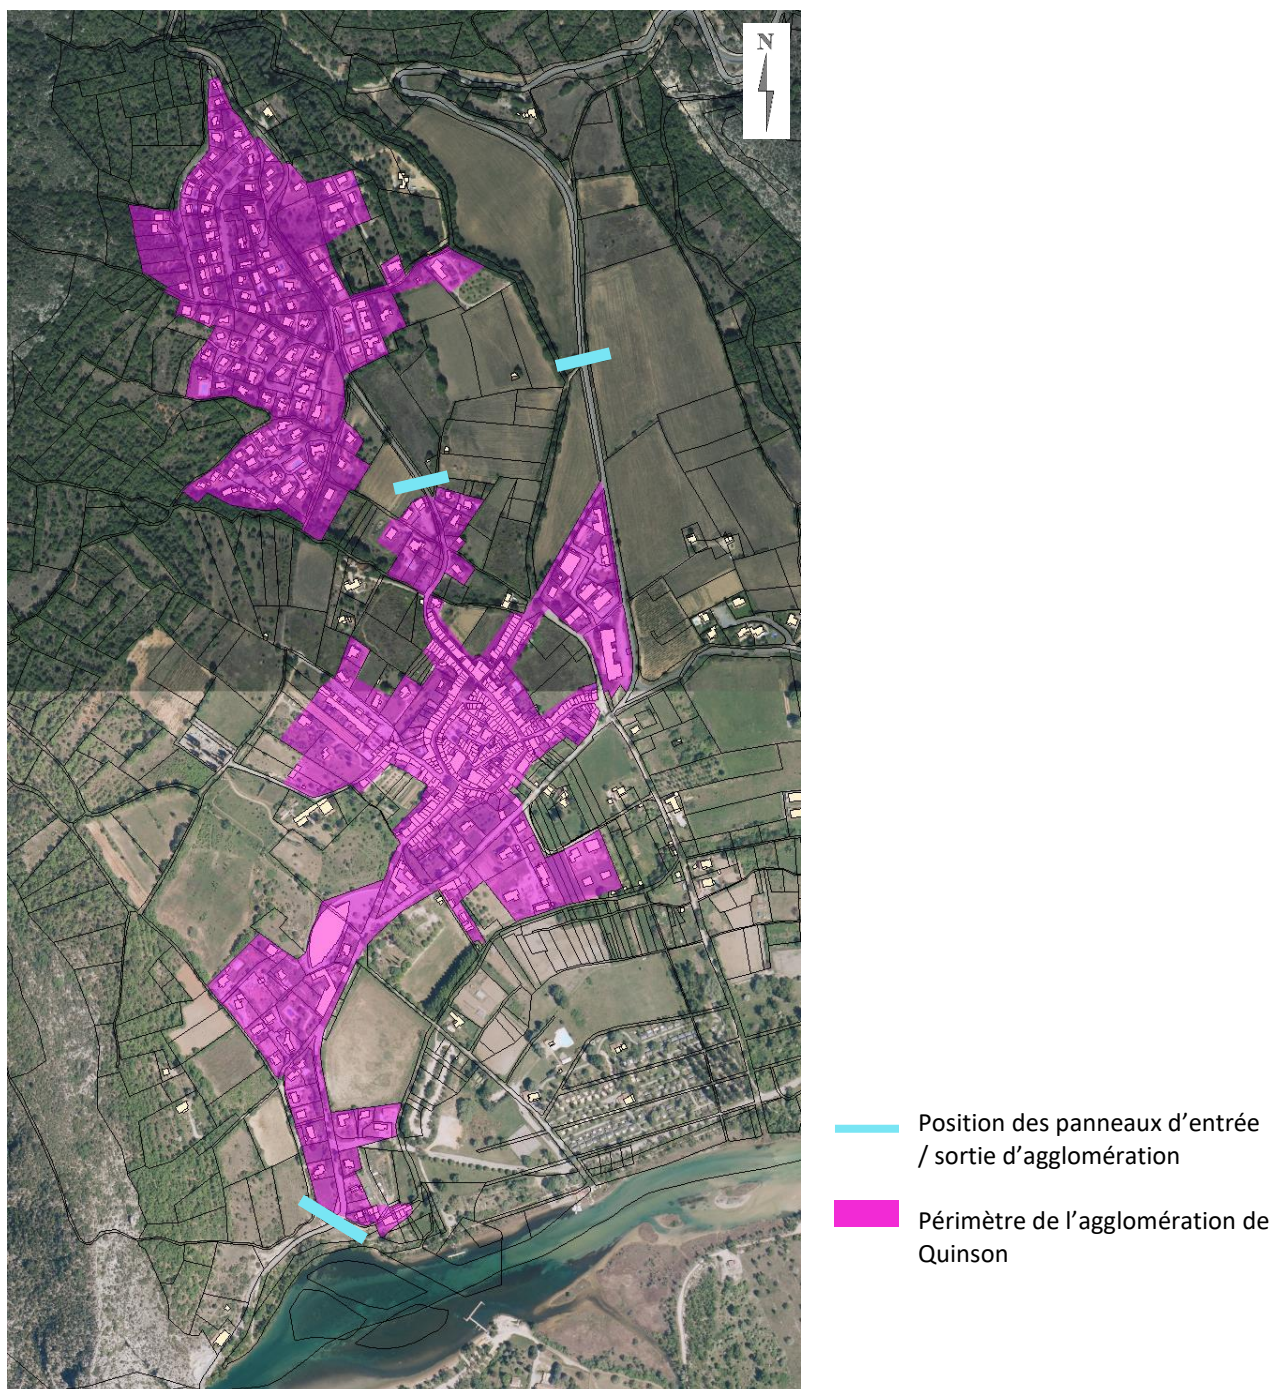 N
Position des panneaux d’entrée
/ sortie d’agglomération
Périmètre de l’agglomération de
Quinson